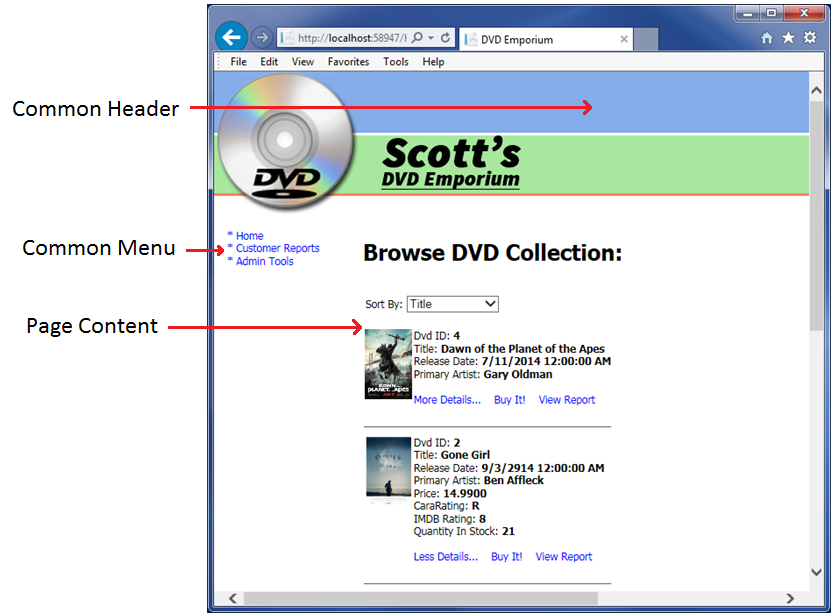 http://localhost:58947/
DVD Emporium
File Edit View Favorites Tools Help
Common Header
DVD
Scott's
DVD Emporium
Common Menu
* Home
* Customer Reports
* Admin Tools
Browse DVD Collection:
Page Content
Sort By: Title
Dvd ID: 4
Title: Dawn of the Planet of the Apes
Release Date: 7/11/2014 12:00:00 AM
Primary Artist: Gary Oldman
More Details... Buy It! View Report
Dvd ID: 2
Title: Gone Girl
Release Date: 9/3/2914 12:00:00 AM
Primary Artist: Ben Affleck
Price: 14.9900
CaraRating: R
IMDB Rating: 8
Quantity In Stock: 21
Less Details... Buy It! View Report